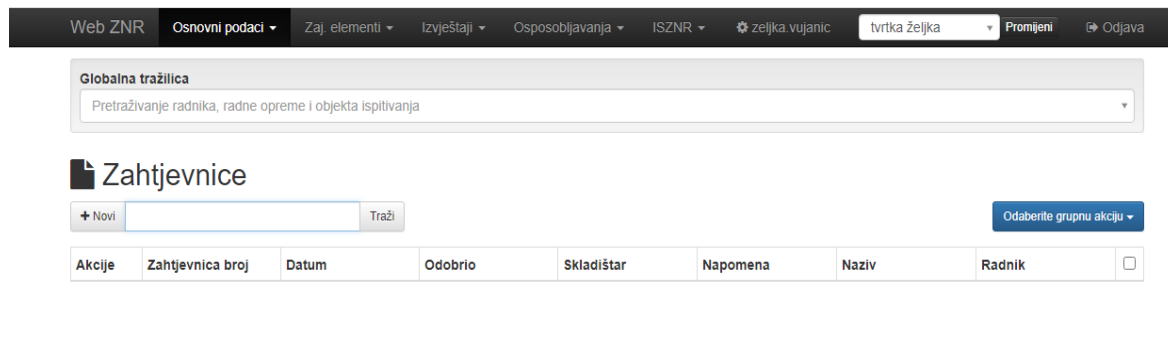 Web ZNR Osnovni podaci Zaj. elementi Izvještaji Osposobljavanja ISZNR zeljka.vujanic tvrtka željka Promijeni Odjava
Globalna tražilica
Pretraživanje radnika, radne opreme i objekta ispitivanja
Zahtjevnice
+ Novi Traži Odaberite grupnu akciju
Akcije Zahtjevnica broj Datum Odobrio Skladištar Napomena Naziv Radnik